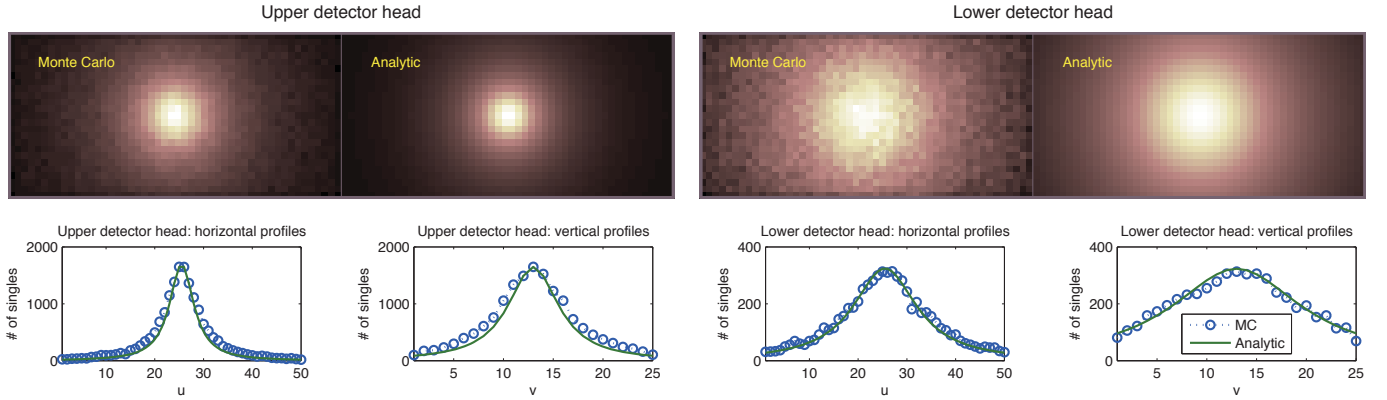 Upper detector head
Lower detector head
Monte Carlo
Analytic
Monte Carlo
Analytic
Upper detector head: horizontal profiles
2000
1000
0
# of singles
10
20
30
40
50
u
Upper detector head: vertical profiles
2000
1000
0
# of singles
5
10
15
20
25
v
Lower detector head: horizontal profiles
400
200
0
# of singles
10
20
30
40
50
u
Lower detector head: vertical profiles
400
200
0
# of singles
5
10
15
20
25
v
MC
Analytic